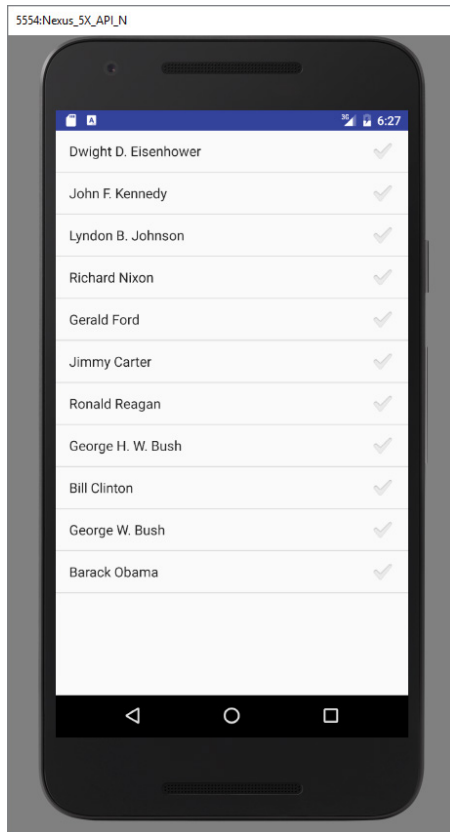 5554:Nexus_5X_API_N
A 3G 6:27
Dwight D. Eisenhower
John F. Kennedy
Lyndon B. Johnson
Richard Nixon
Gerald Ford
Jimmy Carter
Ronald Reagan
George H. W. Bush
Bill Clinton
George W. Bush
Barack Obama